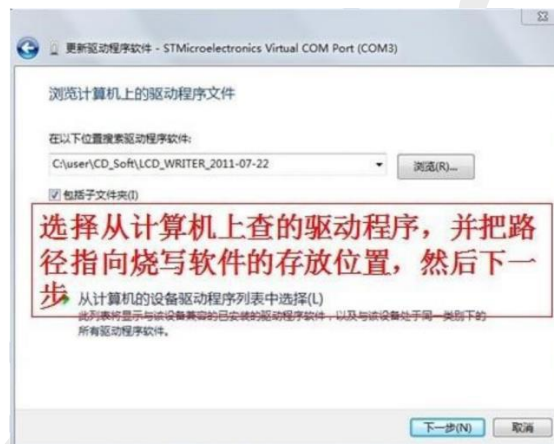 更新驱动程序软件 - STMicroelectronics Virtual COM Port (COM3)
浏览计算机上的驱动程序文件
在以下位置搜索驱动程序软件:
C:\user\CD_Soft\LCD_WRITER_2011-07-22
浏览(R)...
包括子文件夹(I)
选择从计算机上查的驱动程序，并把路
径指向烧写软件的存放位置，然后下一
步
从计算机的设备驱动程序列表中选择(L)
此列表将显示与该设备兼容的已安装的驱动程序软件，以及与该设备处于同一类别下的
所有驱动程序软件。
下一步(N)
取消